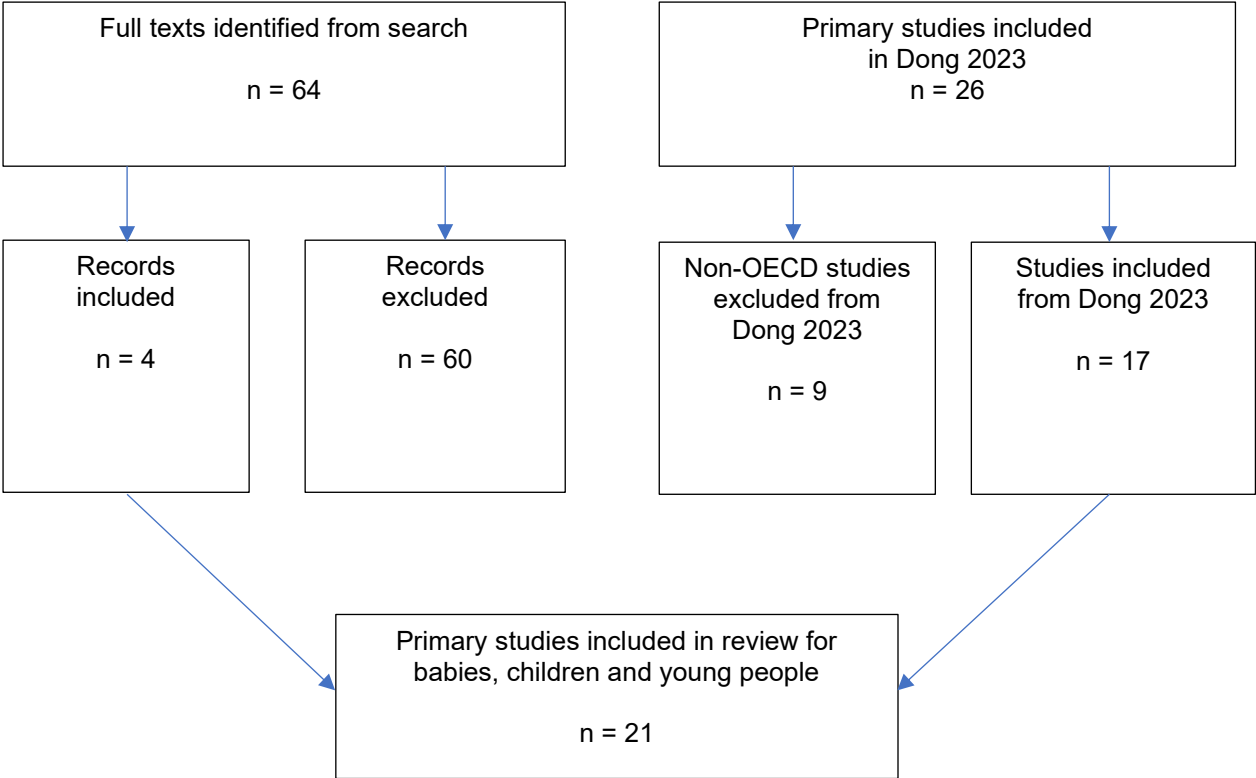 Full texts identified from search
n = 64
Primary studies included
in Dong 2023
n = 26
Records
included
n = 4
Records
excluded
n = 60
Non-OECD studies
excluded from
Dong 2023
n = 9
Studies included
from Dong 2023
n = 17
Primary studies included in review for
babies, children and young people
n = 21